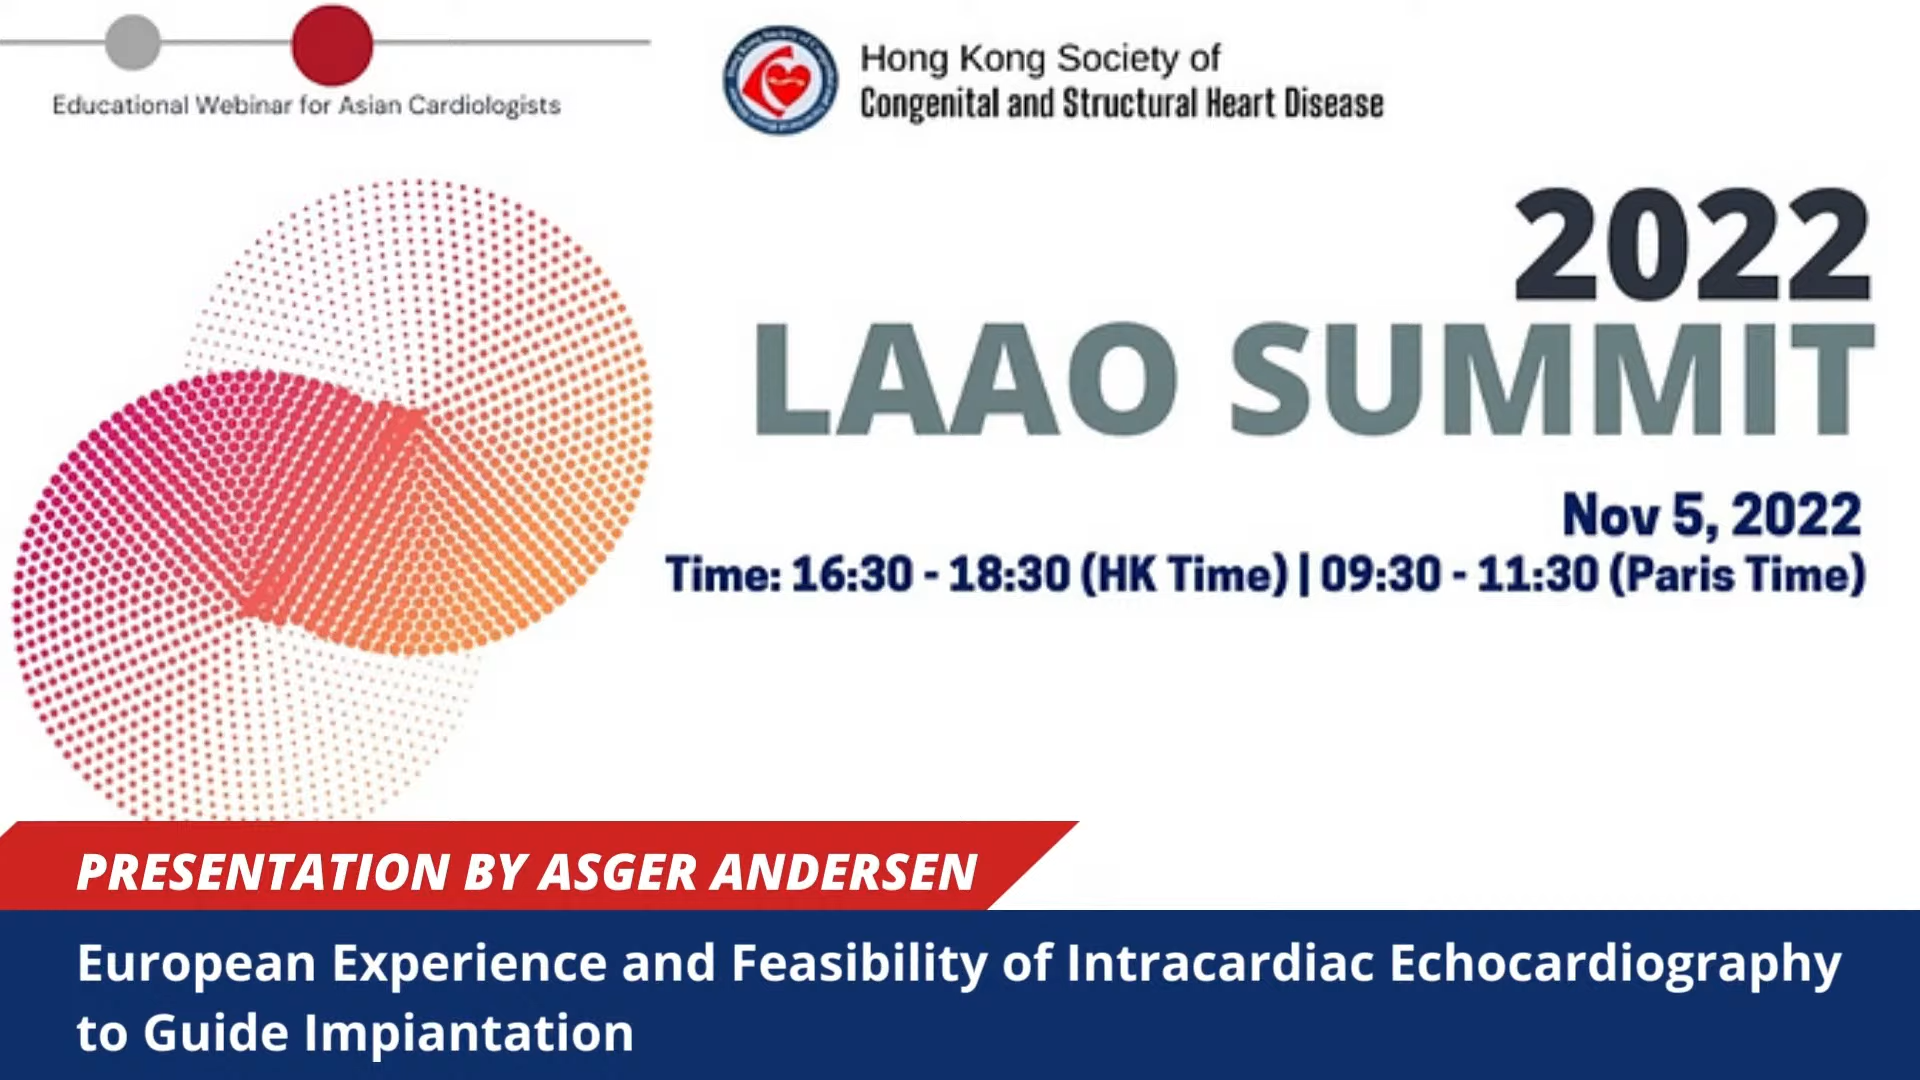 Educational Webinar for Asian Cardiologists
Hong Kong Society of
Congenital and Structural Heart Disease
2022
LAAO SUMMIT
Nov 5, 2022
Time: 16:30 - 18:30 (HK Time) | 09:30 - 11:30 (Paris Time)
PRESENTATION BY ASGER ANDERSEN
European Experience and Feasibility of Intracardiac Echocardiography
to Guide Impiantation